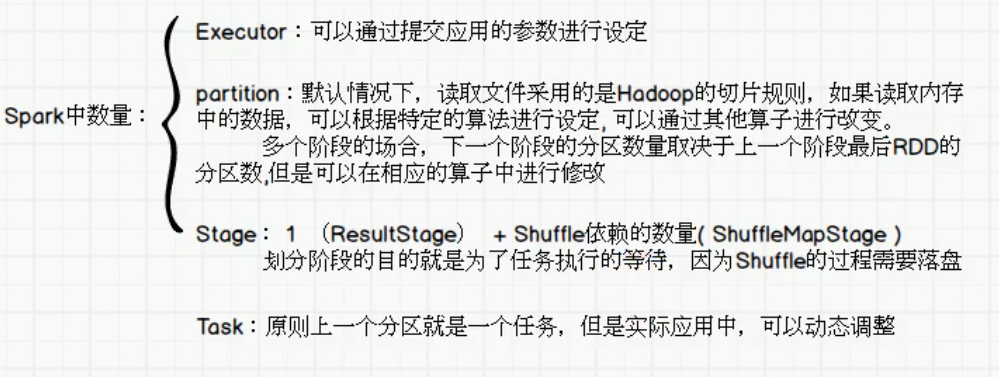 Spark中数量：
Executor：可以通过提交应用的参数进行设定
partition：默认情况下，读取文件采用的是Hadoop的切片规则，如果读取内存
中的数据，可以根据特定的算法进行设定, 可以通过其他算子进行改变。
多个阶段的场合，下一个阶段的分区数量取决于上一个阶段最后RDD的
分区数,但是可以在相应的算子中进行修改
Stage： 1 （ResultStage） + Shuffle依赖的数量( ShuffleMapStage )
划分阶段的目的就是为了任务执行的等待，因为Shuffle的过程需要落盘
Task：原则上一个分区就是一个任务，但是实际应用中，可以动态调整